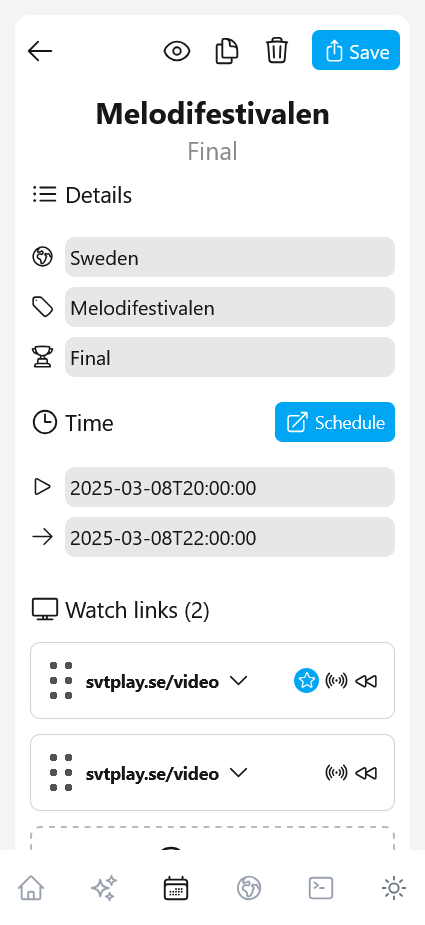 Save
Melodifestivalen
Final
Details
Sweden
Melodifestivalen
Final
Time
Schedule
2025-03-08T20:00:00
2025-03-08T22:00:00
Watch links (2)
svtplay.se/video
svtplay.se/video